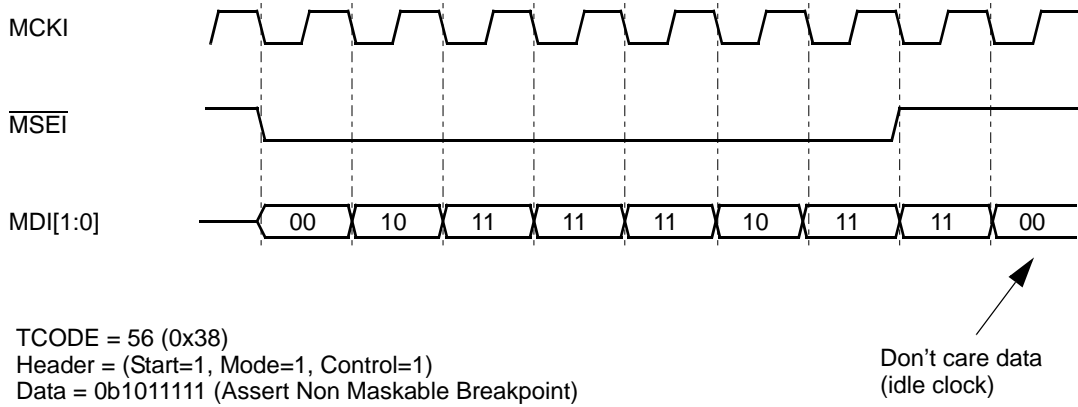 MCKI
MSEI
MDI[1:0] 00 10 11 11 11 10 11 11 00
TCODE = 56 (0x38)
Header = (Start=1, Mode=1, Control=1)
Data = 0b1011111 (Assert Non Maskable Breakpoint)
Don't care data
(idle clock)